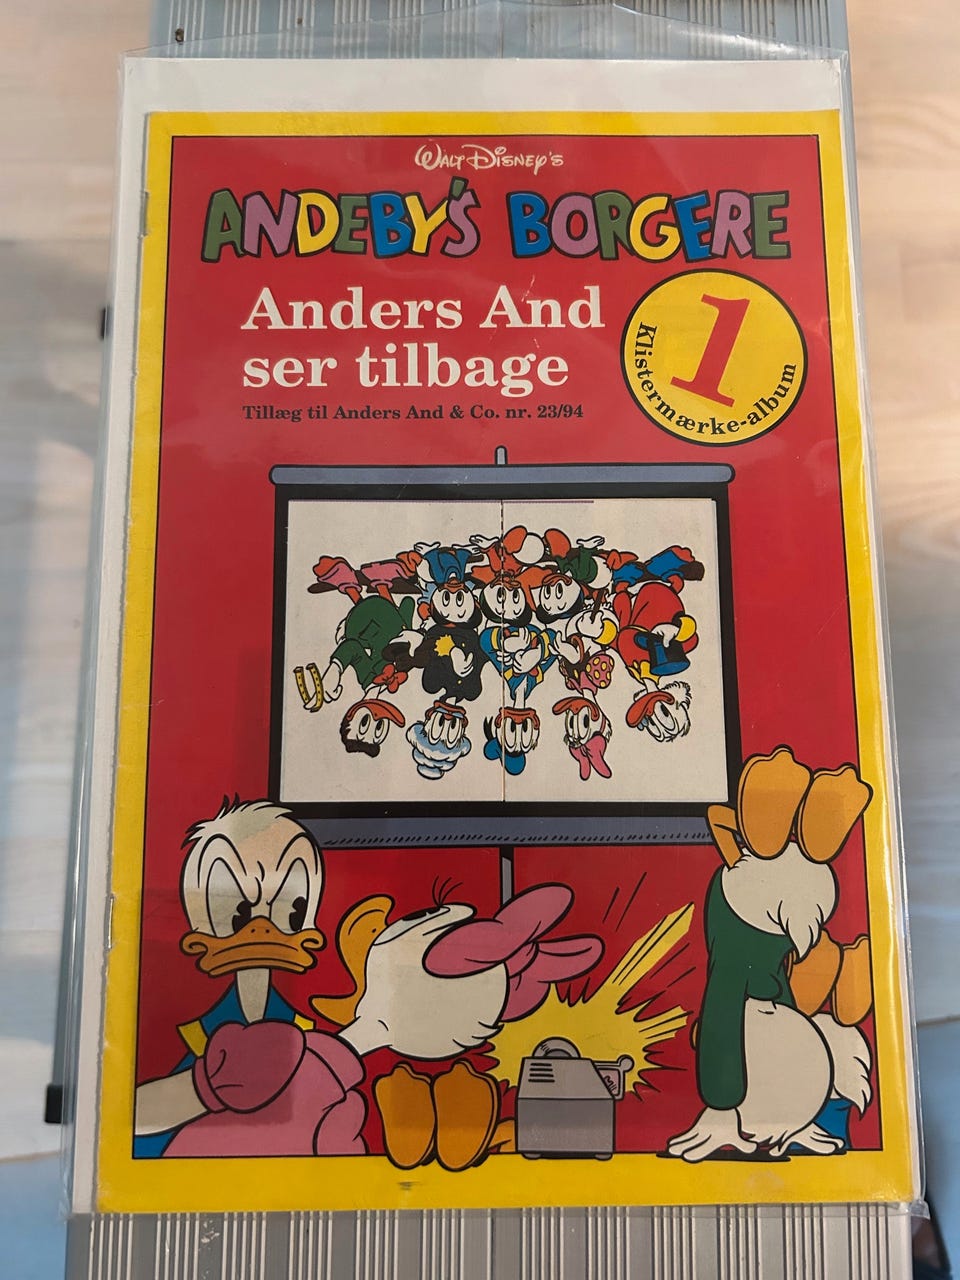 WALT DISNEY'S
ANDEBY'S BORGERE
Anders And
ser tilbage
Tillæg til Anders And & Co. nr. 23/94
1
Klistermærke-album